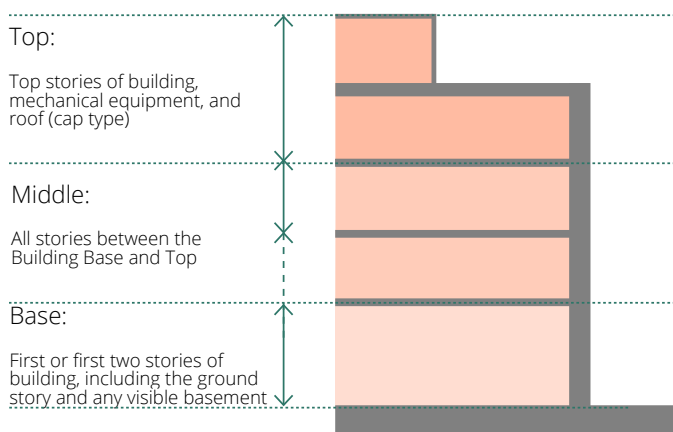 Top:
Top stories of building,
mechanical equipment, and
roof (cap type)
Middle:
All stories between the
Building Base and Top
Base:
First or first two stories of
building, including the ground
story and any visible basement